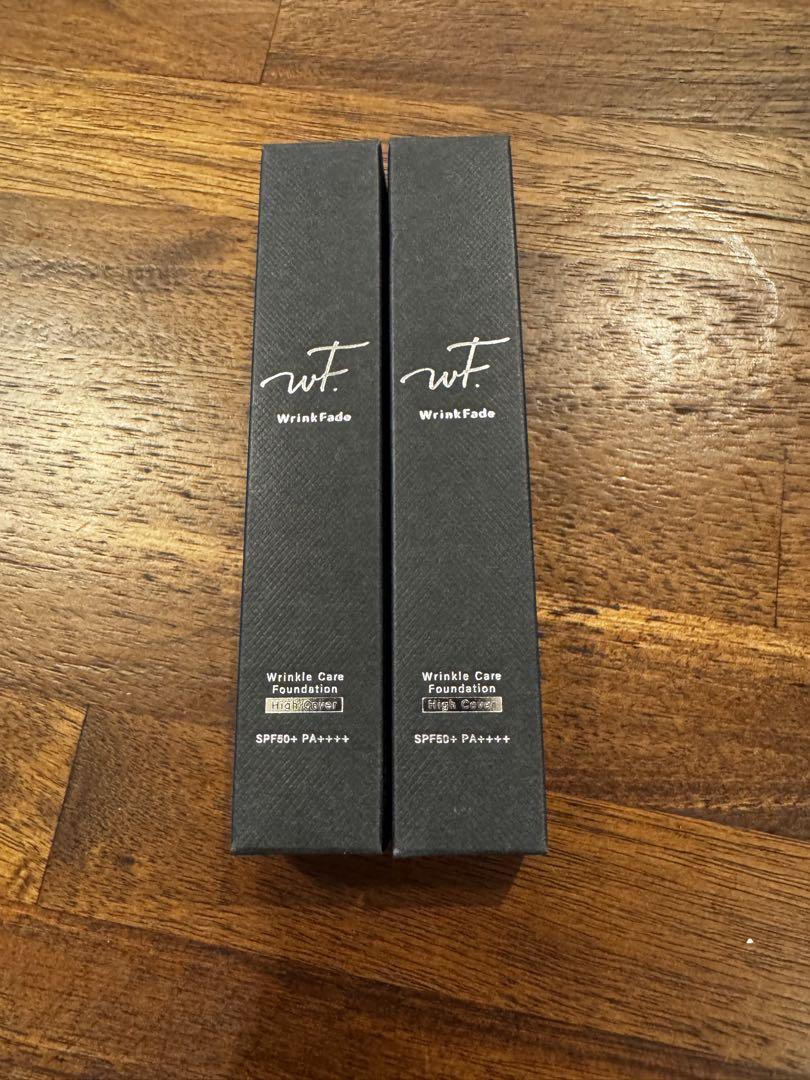 wF.
WrinkFade
Wrinkle Care
Foundation
High Cover
SPF50+ PA++++
wF.
WrinkFade
Wrinkle Care
Foundation
High Cover
SPF50+ PA++++